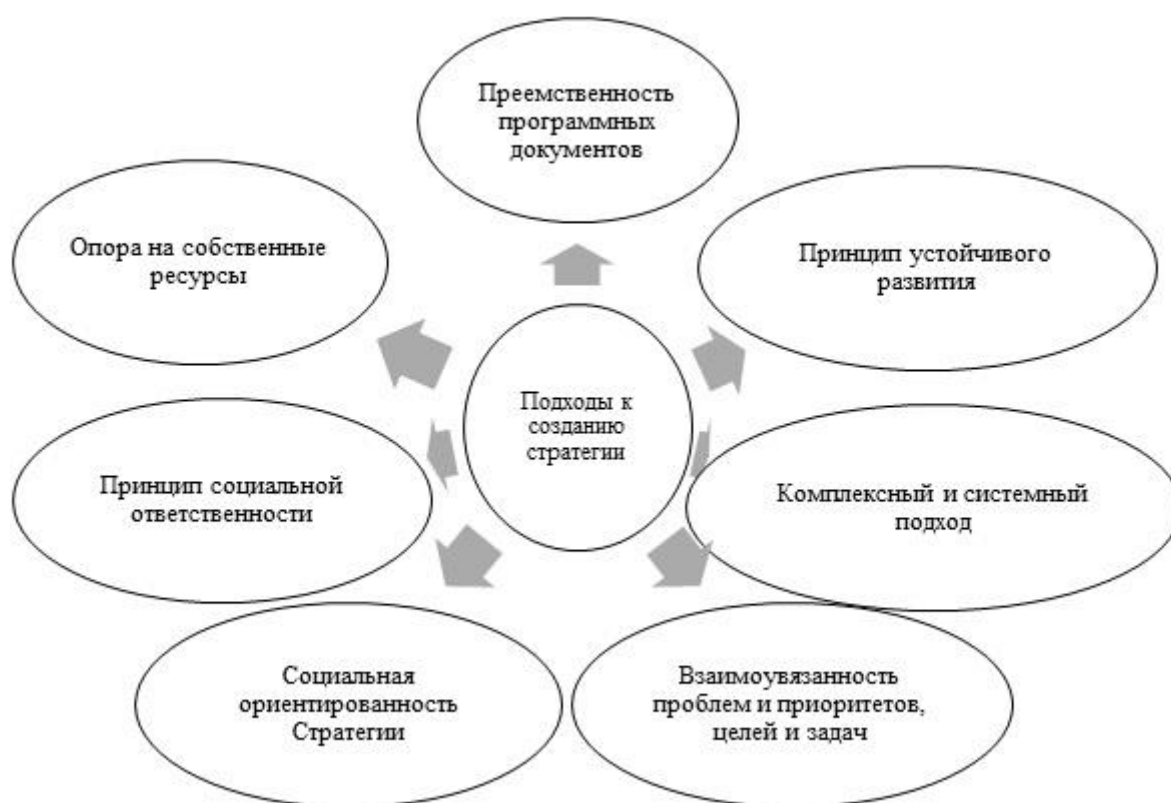 Преемственность
программных
документов
Опора на собственные
ресурсы
Принцип устойчивого
развития
Подходы к
созданию
стратегии
Принцип социальной
ответственности
Комплексный и системный
подход
Социальная
ориентированность
Стратегии
Взаимоувязанность
проблем и приоритетов,
целей и задач